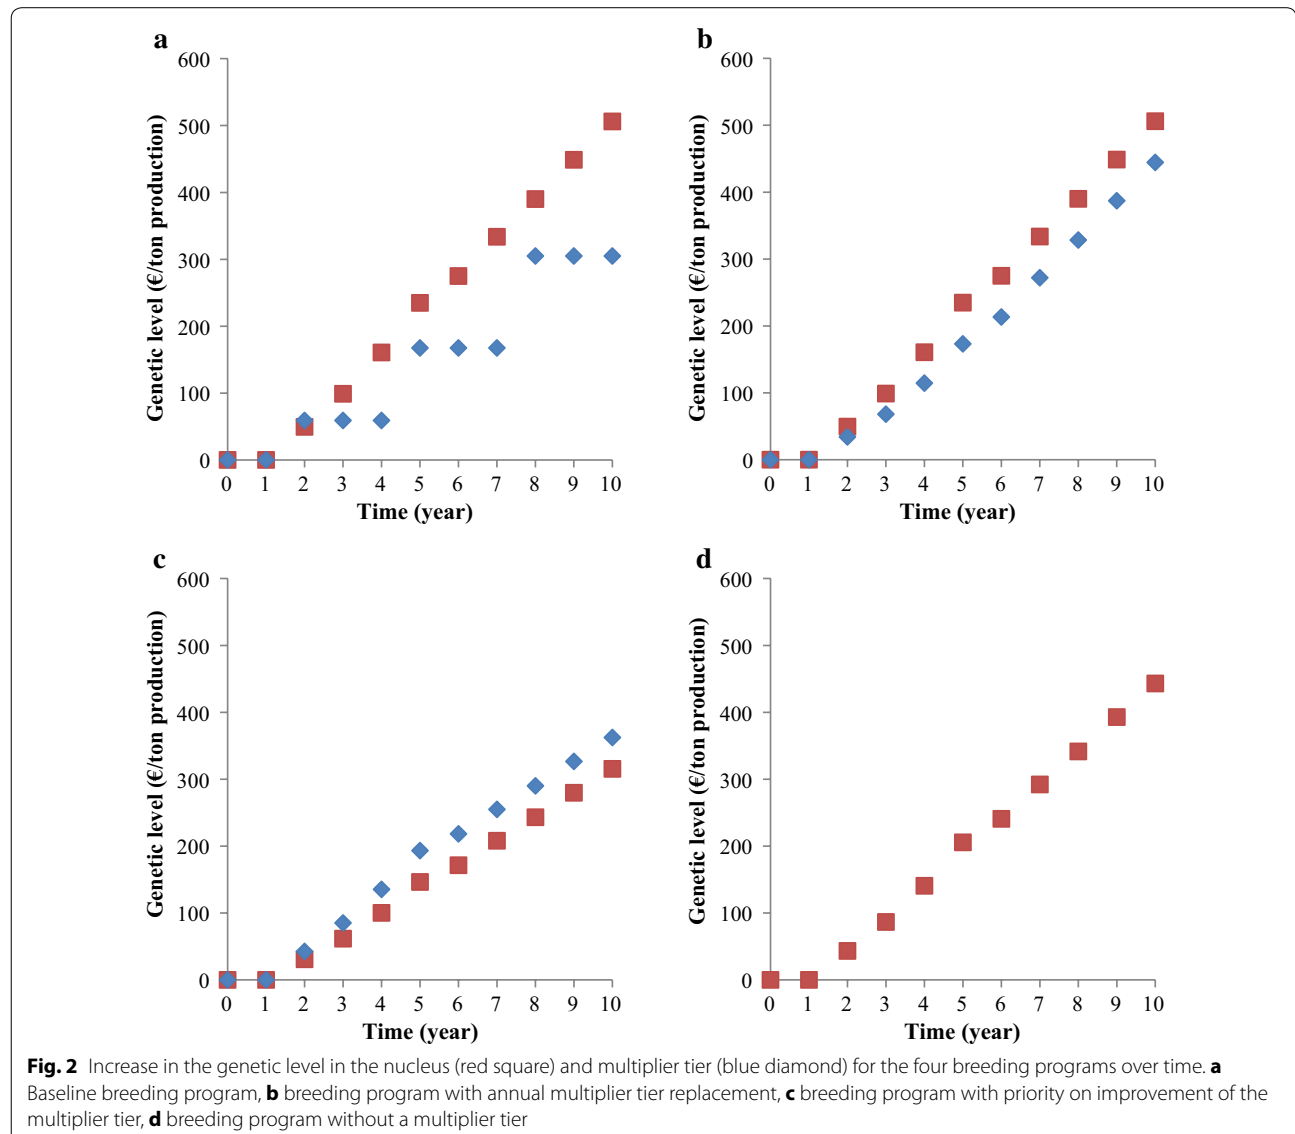 a
600
500
400
300
200
100
0
Genetic level (€/ton production)
0 1 2 3 4 5 6 7 8 9 10
Time (year)
b
600
500
400
300
200
100
0
Genetic level (€/ton production)
0 1 2 3 4 5 6 7 8 9 10
Time (year)
c
600
500
400
300
200
100
0
Genetic level (€/ton production)
0 1 2 3 4 5 6 7 8 9 10
Time (year)
d
600
500
400
300
200
100
0
Genetic level (€/ton production)
0 1 2 3 4 5 6 7 8 9 10
Time (year)
Fig. 2 Increase in the genetic level in the nucleus (red square) and multiplier tier (blue diamond) for the four breeding programs over time. a
Baseline breeding program, b breeding program with annual multiplier tier replacement, c breeding program with priority on improvement of the
multiplier tier, d breeding program without a multiplier tier